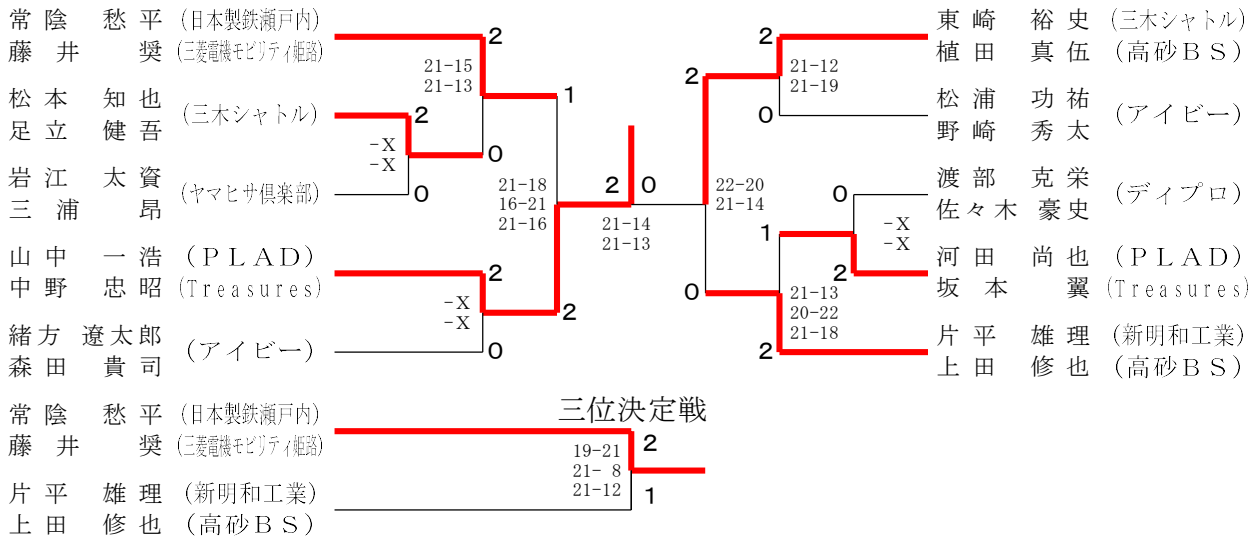 常陰 愁平 (日本製鉄瀬戸内)
藤井 奨 (三菱電機モビリティ姫路)
2
21-15
21-13
松本 知也
足立 健吾
(三木シャトル)
2
1
-X
-X
0
岩江 太資
三浦 昂
(ヤマヒサ倶楽部)
0
21-18
16-21
21-16
山中 一浩 (PLAD)
中野 忠昭 (Treasures)
2
-X
-X
2
緒方 遼太郎
森田 貴司
(アイビー)
0
2 0
21-14
21-13
東崎 裕史 (三木シャトル)
植田 真伍 (高砂BS)
2
2
21-12
21-19
松浦 功祐
野崎 秀太
(アイビー)
0
22-20
21-14
渡部 克栄
佐々木 豪史
(ディプロ)
0
1
-X
-X
河田 尚也 (PLAD)
坂本 翼 (Treasures)
2
0
21-13
20-22
21-18
片平 雄理 (新明和工業)
上田 修也 (高砂BS)
2
三位決定戦
常陰 愁平 (日本製鉄瀬戸内)
藤井 奨 (三菱電機モビリティ姫路)
2
19-21
21- 8
21-12
1
片平 雄理 (新明和工業)
上田 修也 (高砂BS)